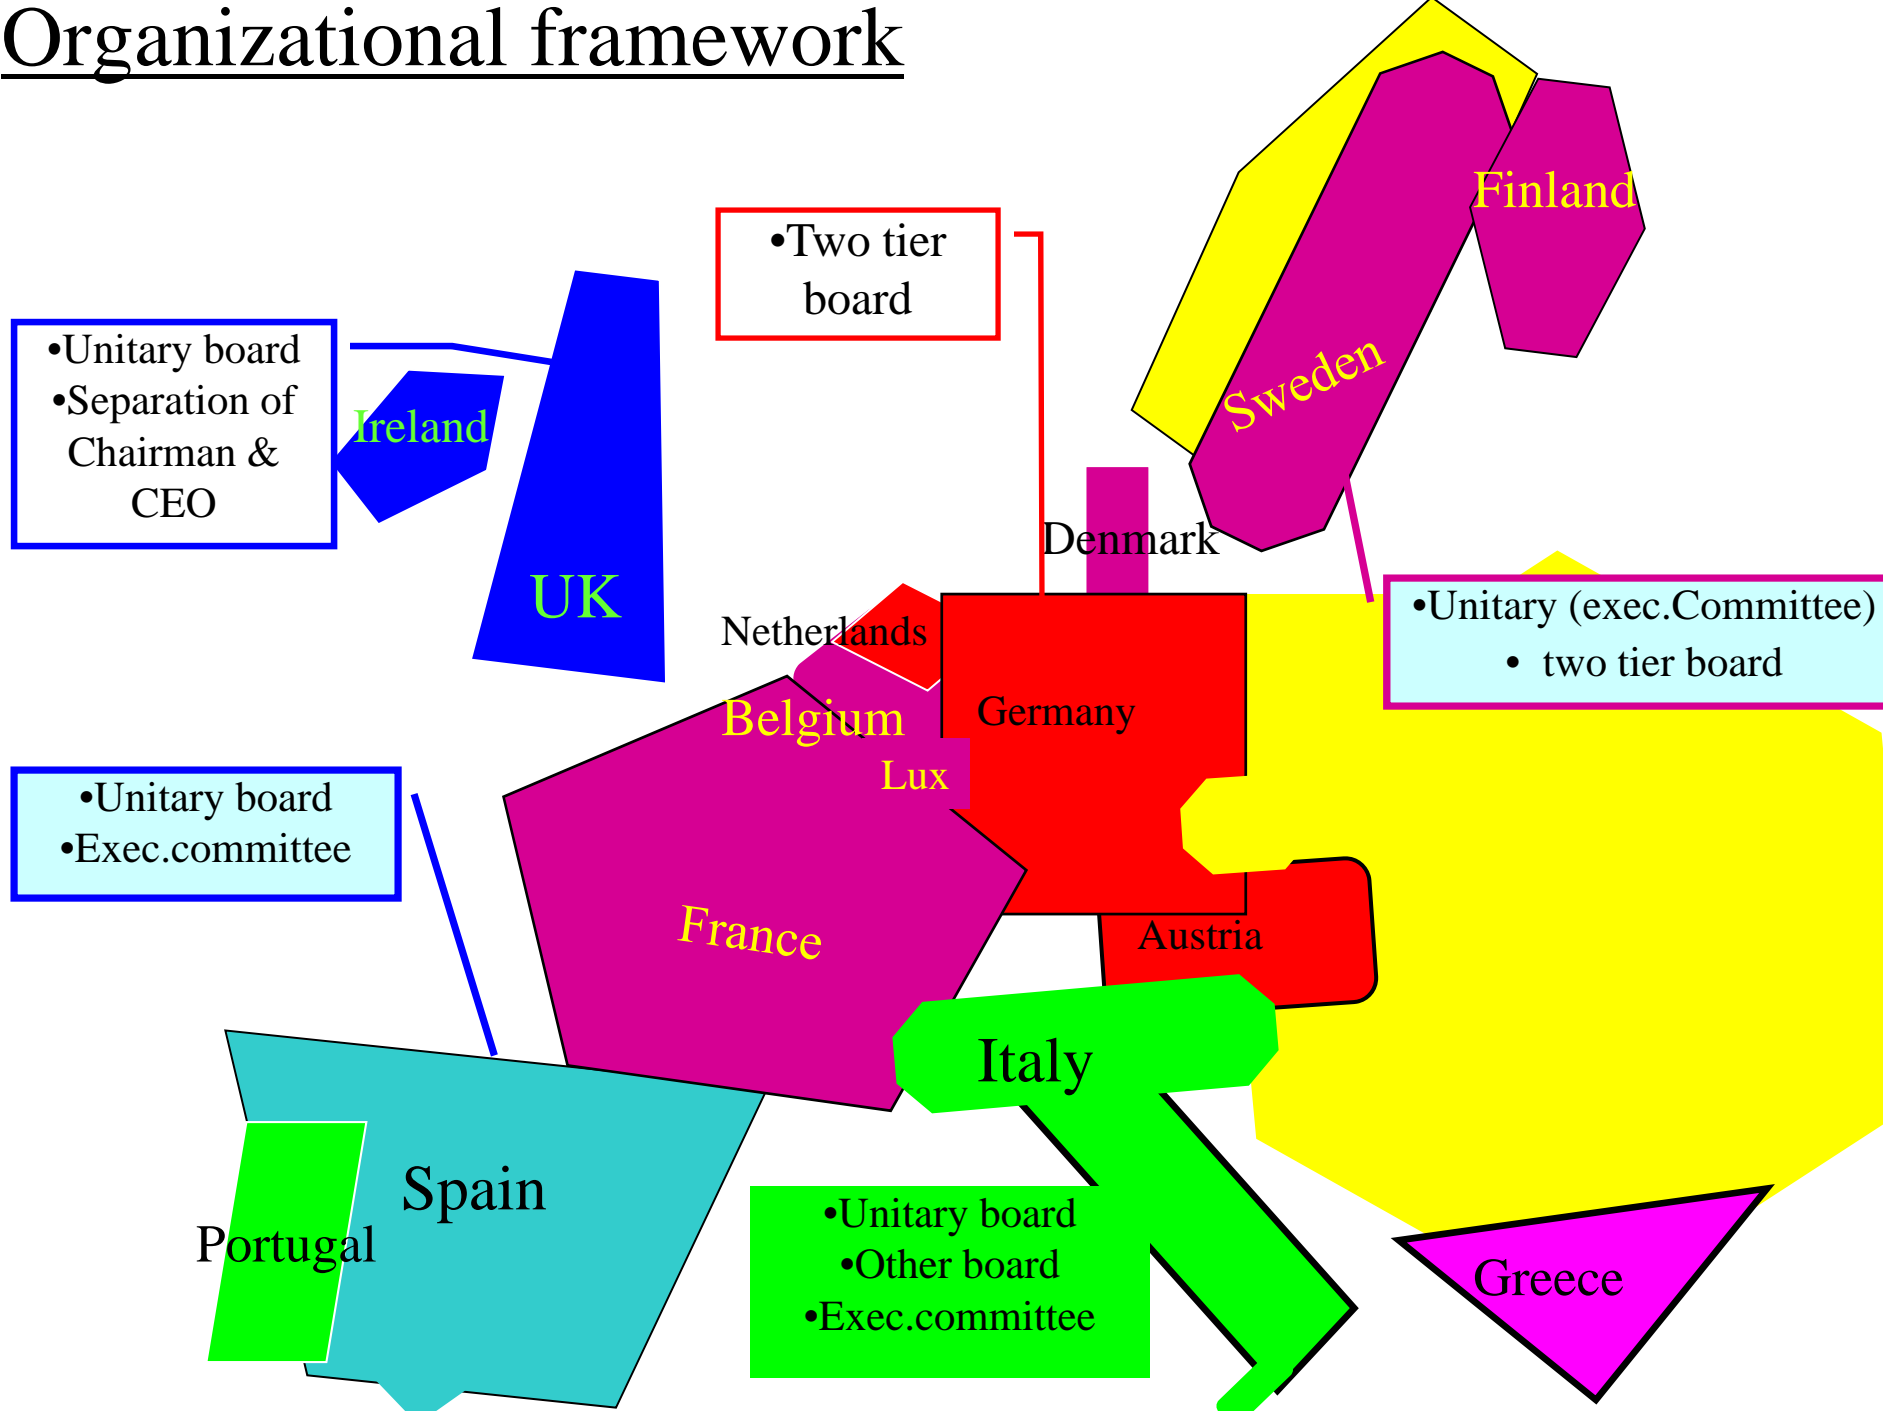 Organizational framework
Finland
•Two tier
board
•Unitary board
•Separation of
Chairman &
CEO
Ireland
Sweden
Denmark
UK
Netherlands
•Unitary (exec.Committee)
• two tier board
Belgium
Germany
Lux
•Unitary board
•Exec.committee
France
Austria
Italy
Spain
Portugal
•Unitary board
•Other board
•Exec.committee
Greece